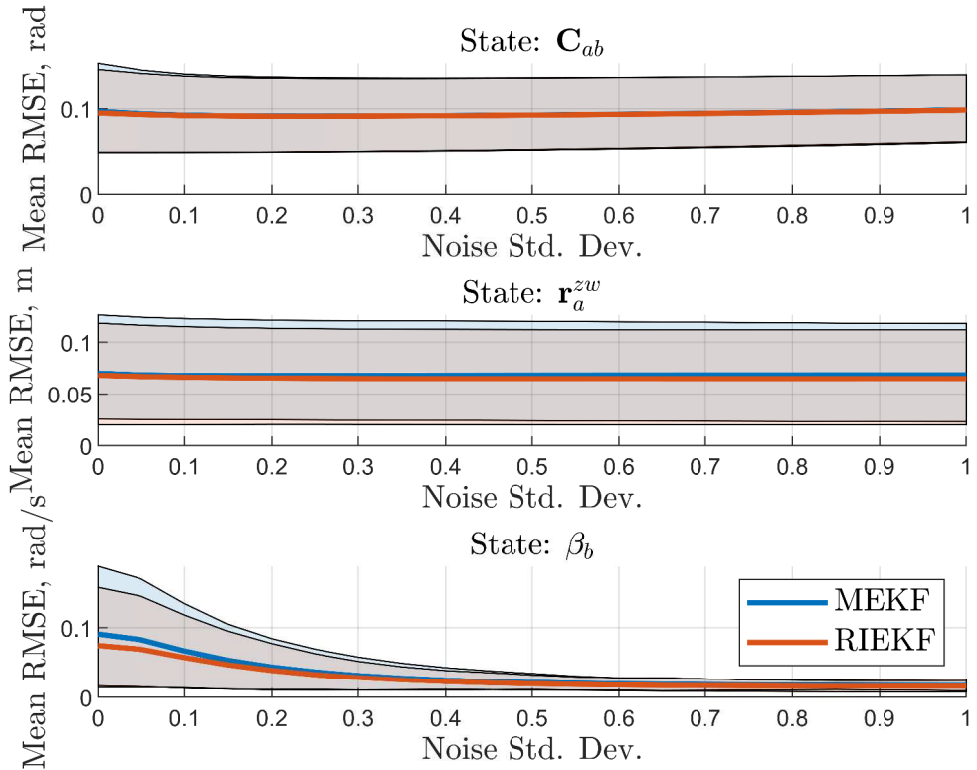 State: C_ab
Mean RMSE, rad
0.1
0
0 0.1 0.2 0.3 0.4 0.5 0.6 0.7 0.8 0.9 1
Noise Std. Dev.
State: r_a^zw
Mean RMSE, m
0.1
0.05
0
0 0.1 0.2 0.3 0.4 0.5 0.6 0.7 0.8 0.9 1
Noise Std. Dev.
State: β_b
Mean RMSE, rad/s
0.1
0
MEKF
RIEKF
0 0.1 0.2 0.3 0.4 0.5 0.6 0.7 0.8 0.9 1
Noise Std. Dev.